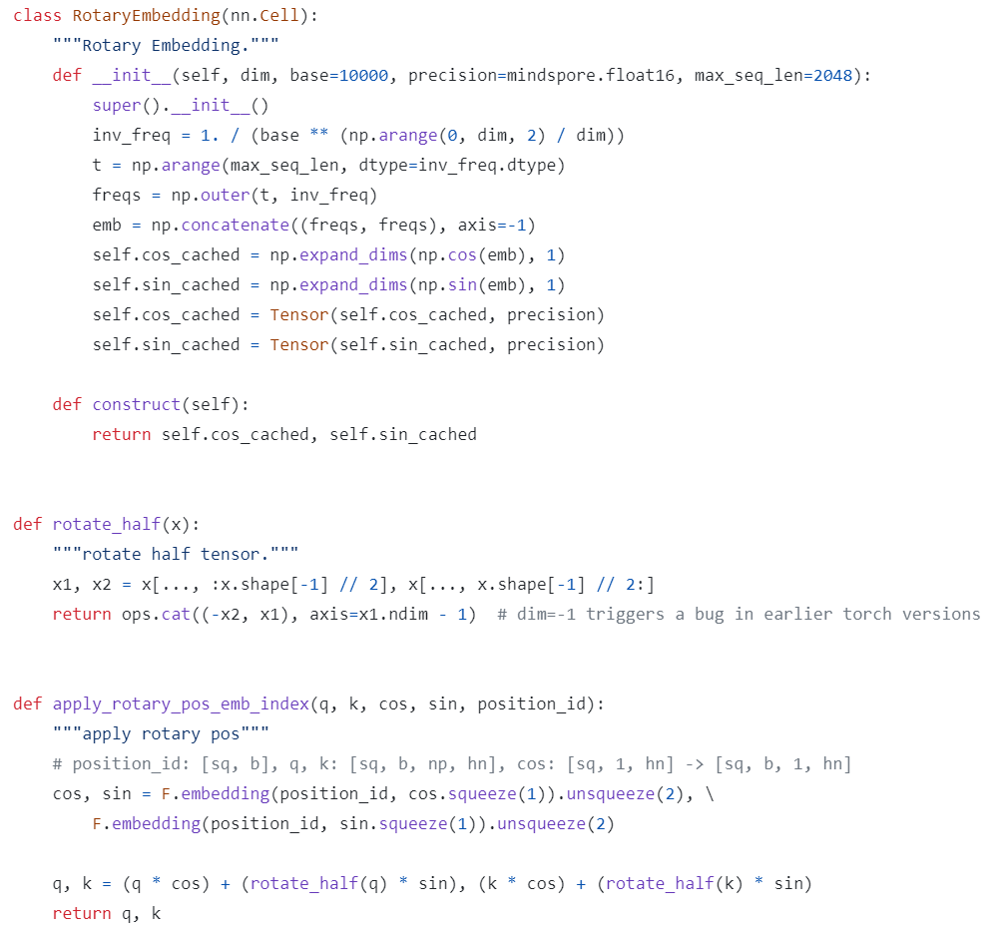 class RotaryEmbedding(nn.Cell):
    """Rotary Embedding."""
    def __init__(self, dim, base=10000, precision=mindspore.float16, max_seq_len=2048):
        super().__init__()
        inv_freq = 1. / (base ** (np.arange(0, dim, 2) / dim))
        t = np.arange(max_seq_len, dtype=inv_freq.dtype)
        freqs = np.outer(t, inv_freq)
        emb = np.concatenate((freqs, freqs), axis=-1)
        self.cos_cached = np.expand_dims(np.cos(emb), 1)
        self.sin_cached = np.expand_dims(np.sin(emb), 1)
        self.cos_cached = Tensor(self.cos_cached, precision)
        self.sin_cached = Tensor(self.sin_cached, precision)

    def construct(self):
        return self.cos_cached, self.sin_cached


def rotate_half(x):
    """rotate half tensor."""
    x1, x2 = x[..., :x.shape[-1] // 2], x[..., x.shape[-1] // 2:]
    return ops.cat((-x2, x1), axis=x1.ndim - 1)  # dim=-1 triggers a bug in earlier torch versions


def apply_rotary_pos_emb_index(q, k, cos, sin, position_id):
    """apply rotary pos"""
    # position_id: [sq, b], q, k: [sq, b, np, hn], cos: [sq, 1, hn] -> [sq, b, 1, hn]
    cos, sin = F.embedding(position_id, cos.squeeze(1)).unsqueeze(2), \
        F.embedding(position_id, sin.squeeze(1)).unsqueeze(2)

    q, k = (q * cos) + (rotate_half(q) * sin), (k * cos) + (rotate_half(k) * sin)
    return q, k